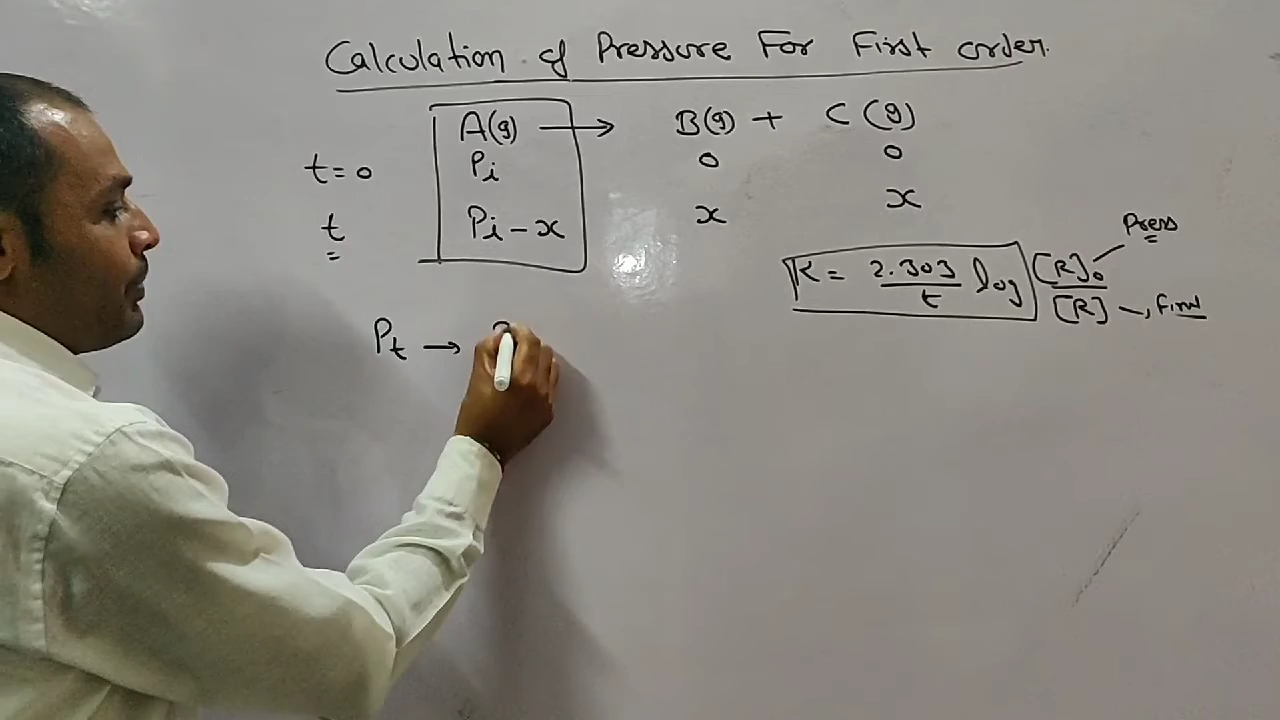 Calculation of Pressure For First order.
A(g) → B(g) + C(g)
t = 0 Pi 0 0
t Pi - x x x
Press
K = 2.303/t log [R]₀/[R] → Final
Pt →